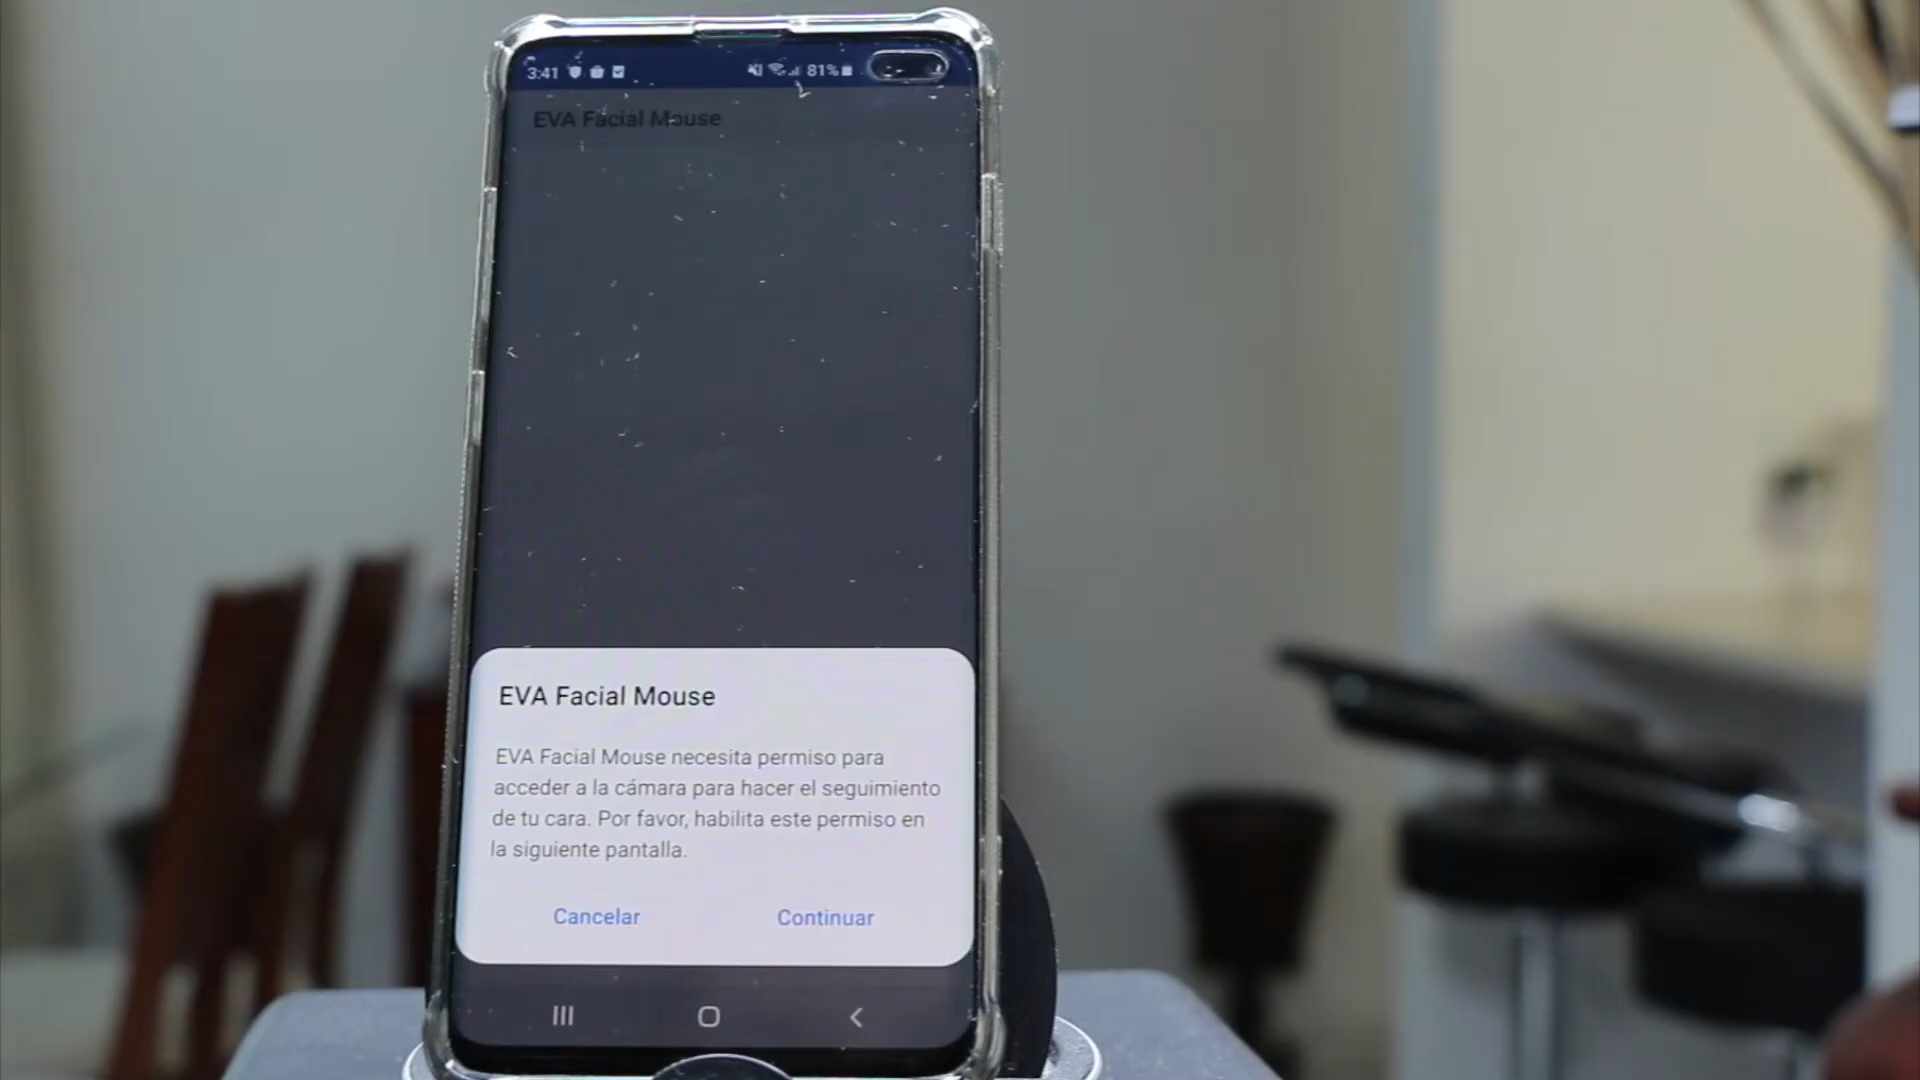 3:41
81%
EVA Facial Mouse
EVA Facial Mouse
EVA Facial Mouse necesita permiso para
acceder a la cámara para hacer el seguimiento
de tu cara. Por favor, habilita este permiso en
la siguiente pantalla.
Cancelar Continuar